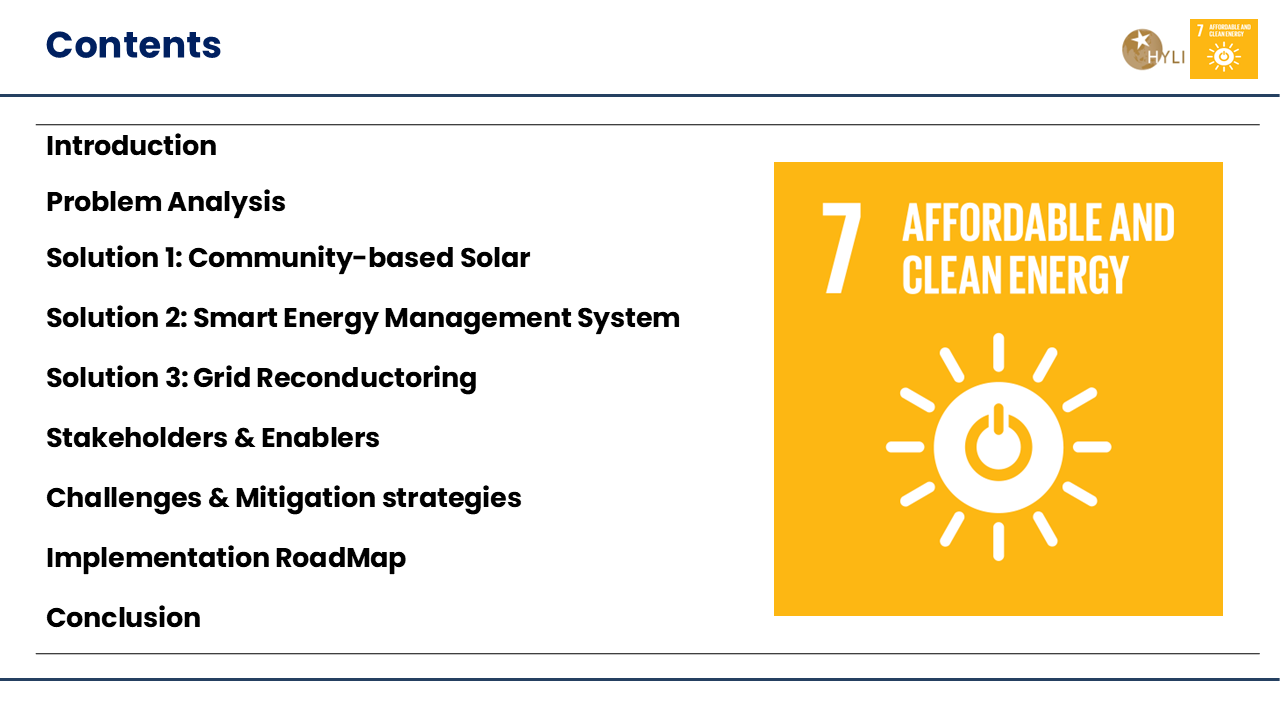 Contents
HYLI
7 AFFORDABLE AND
CLEAN ENERGY
Introduction
Problem Analysis
Solution 1: Community-based Solar
Solution 2: Smart Energy Management System
Solution 3: Grid Reconductoring
Stakeholders & Enablers
Challenges & Mitigation strategies
Implementation RoadMap
Conclusion
7 AFFORDABLE AND
CLEAN ENERGY